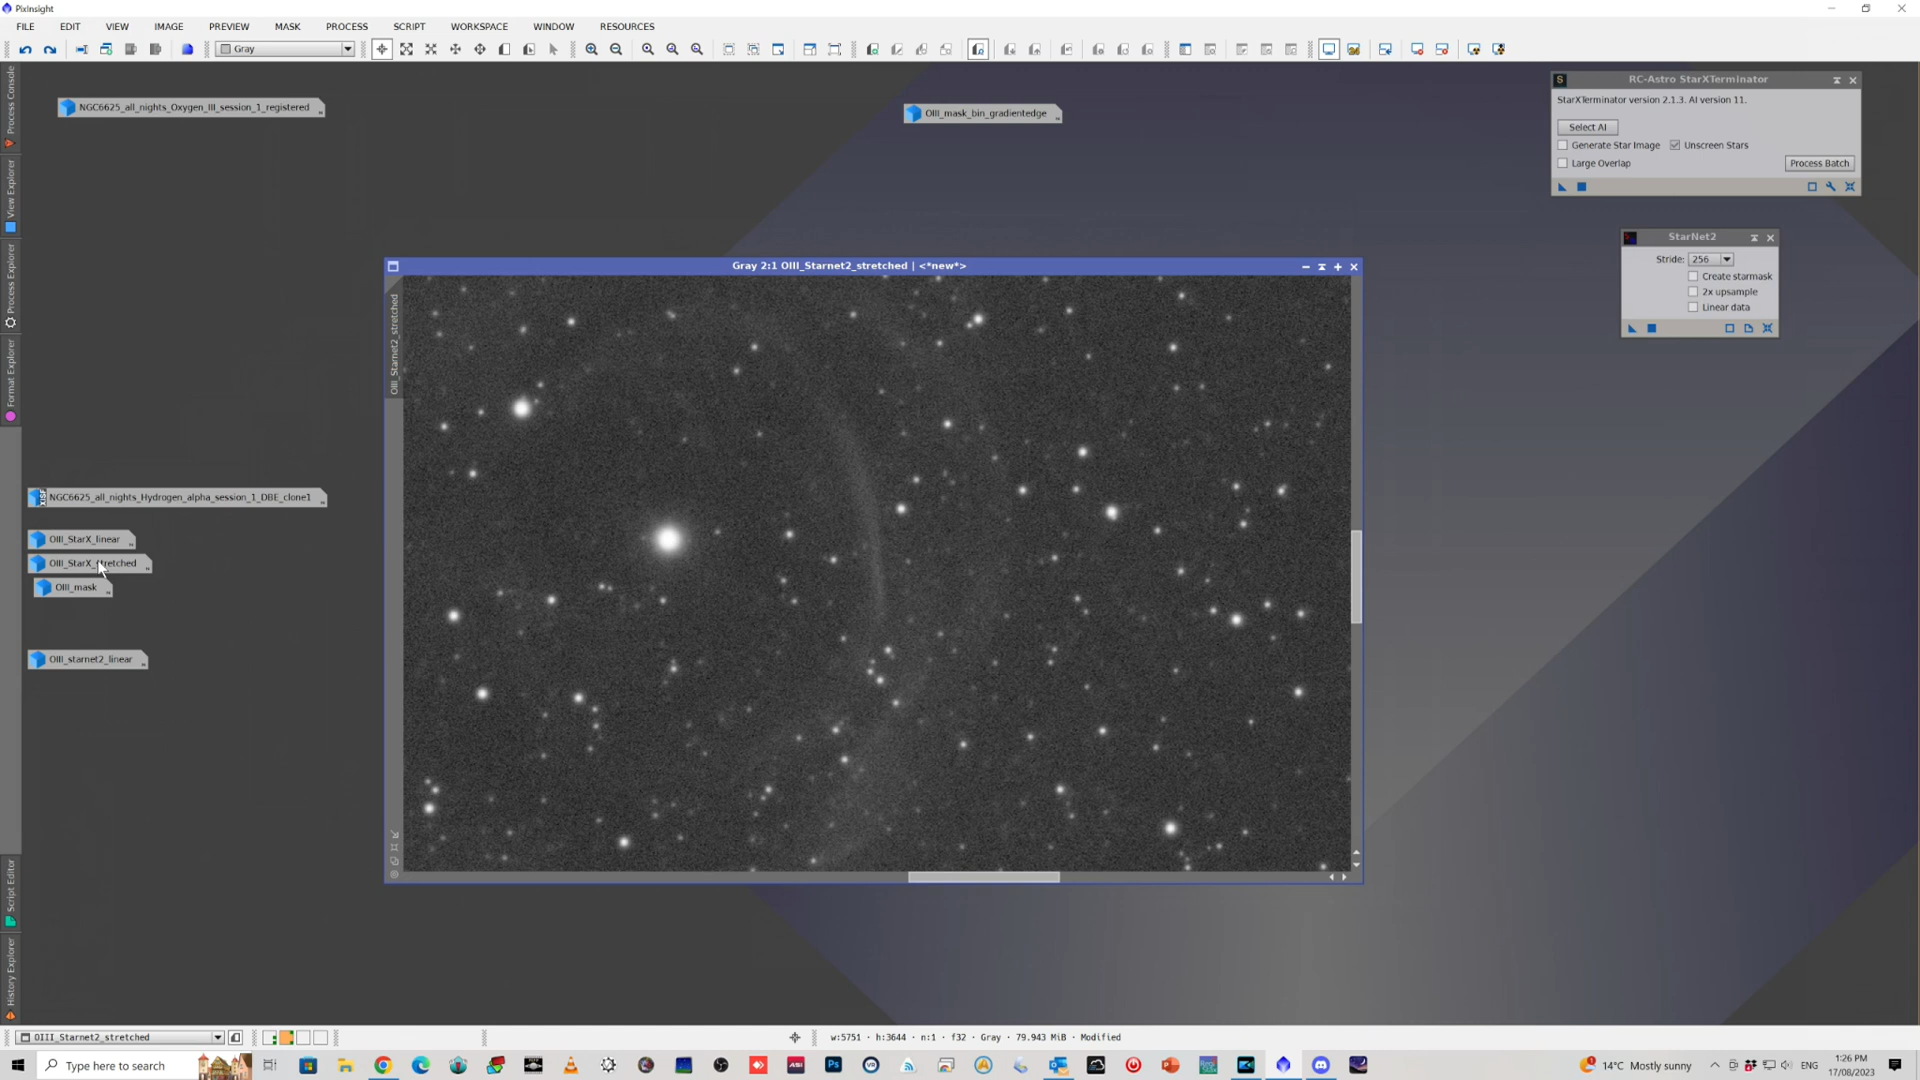 PixInsight
FILE EDIT VIEW IMAGE PREVIEW MASK PROCESS SCRIPT WORKSPACE WINDOW RESOURCES
Gray
Process Console
View Explorer
Process Explorer
Format Explorer
Script Editor
History Explorer
NGC6625_all_nights_Oxygen_III_session_1_registered
OIII_mask_bin_gradientedge
RC-Astro StarXTerminator
StarXTerminator version 2.1.3. AI version 11.
Select AI
Generate Star Image Unscreen Stars
Large Overlap Process Batch
StarNet2
Stride: 256
Create starmask
2x upsample
Linear data
Gray 2:1 OIII_Starnet2_stretched | <*new*>
OIII_Starnet2_stretched
NGC6625_all_nights_Hydrogen_alpha_session_1_DBE_clone1
OIII_StarX_linear
OIII_StarX_stretched
OIII_mask
OIII_starnet2_linear
OIII_Starnet2_stretched
w:5751 · h:3644 · n:1 · f32 · Gray · 79.943 MiB · Modified
Type here to search
14°C Mostly sunny
ENG
1:26 PM
17/08/2023